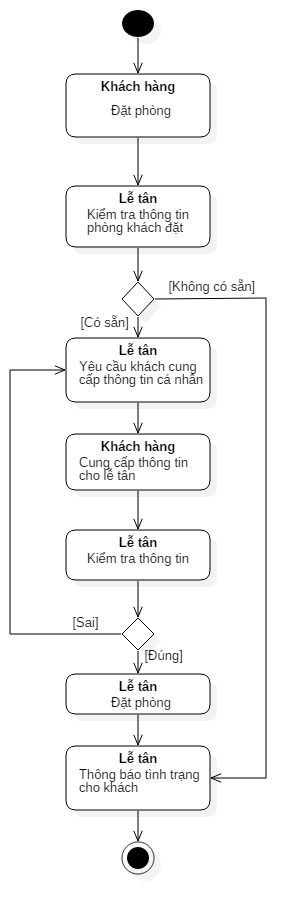 Khách hàng
Đặt phòng
Lễ tân
Kiểm tra thông tin
phòng khách đặt
[Không có sẵn]
[Có sẵn]
Lễ tân
Yêu cầu khách cung
cấp thông tin cá nhân
Khách hàng
Cung cấp thông tin
cho lễ tân
Lễ tân
Kiểm tra thông tin
[Sai]
[Đúng]
Lễ tân
Đặt phòng
Lễ tân
Thông báo tình trạng
cho khách